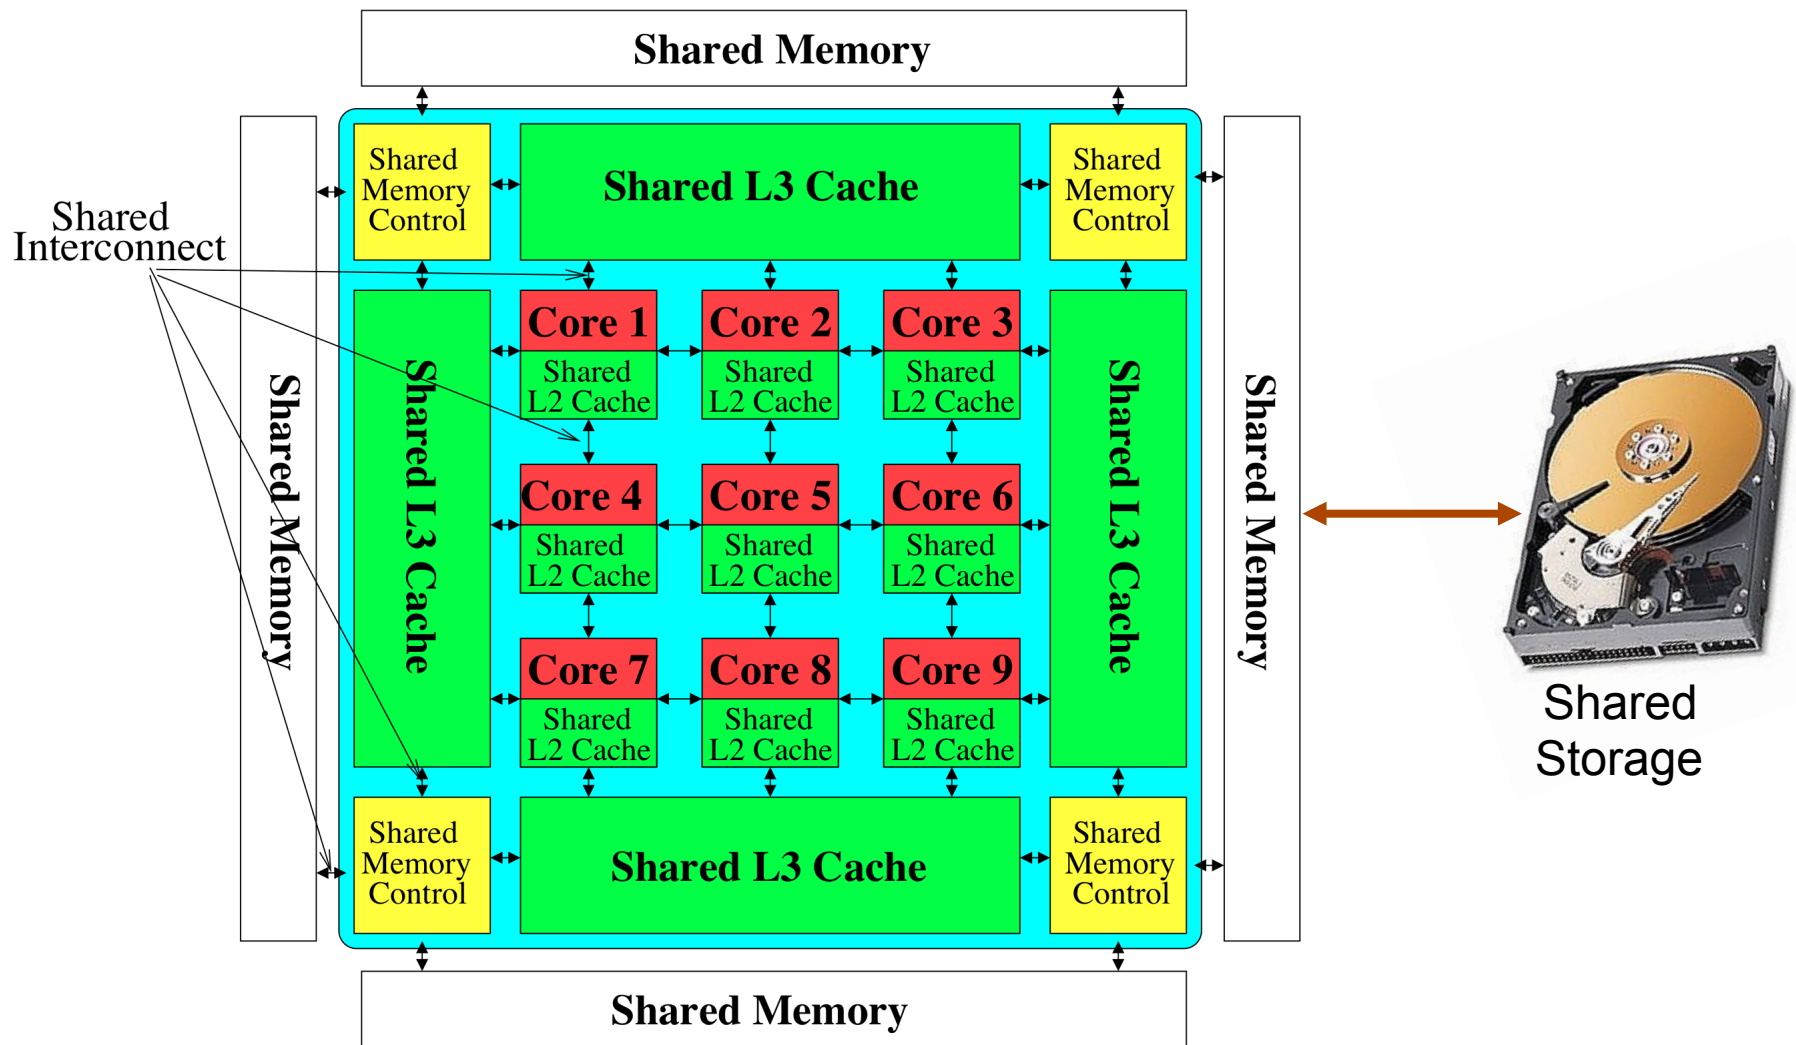 Shared Memory
Shared
Memory
Control
Shared L3 Cache
Shared
Memory
Control
Shared
Interconnect
Shared Memory
Shared L3 Cache
Core 1
Shared
L2 Cache
Core 2
Shared
L2 Cache
Core 3
Shared
L2 Cache
Core 4
Shared
L2 Cache
Core 5
Shared
L2 Cache
Core 6
Shared
L2 Cache
Core 7
Shared
L2 Cache
Core 8
Shared
L2 Cache
Core 9
Shared
L2 Cache
Shared L3 Cache
Shared Memory
Shared
Storage
Shared
Memory
Control
Shared L3 Cache
Shared
Memory
Control
Shared Memory